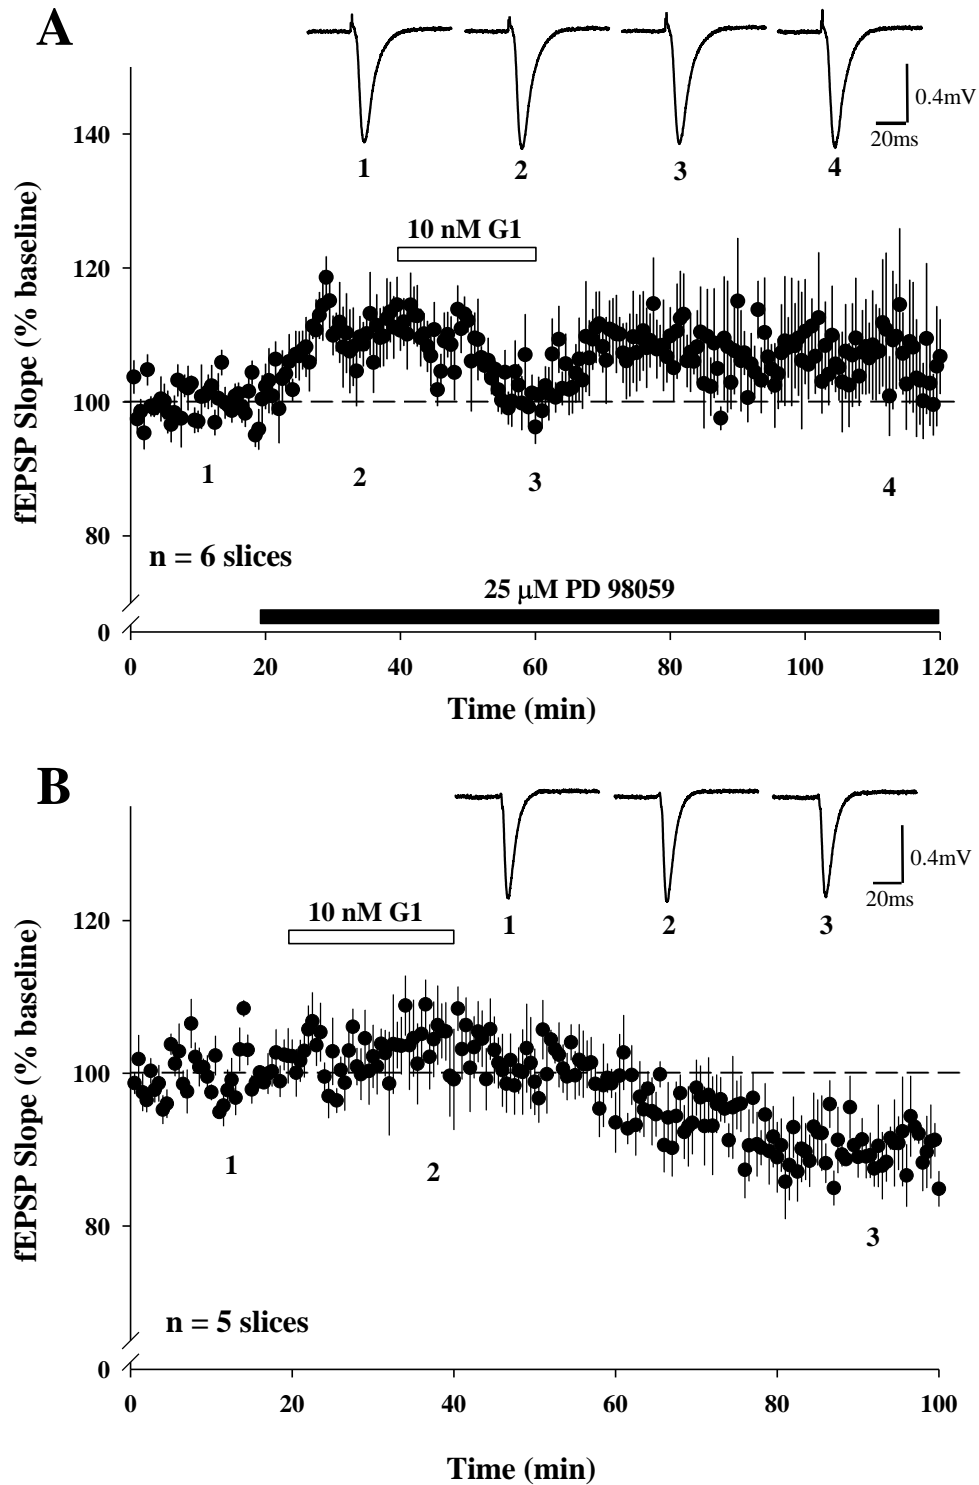 A
1 2 3 4
0.4mV
20ms
140
120
100
80
0
fEPSP Slope (% baseline)
10 nM G1
1 2 3 4
n = 6 slices
25 μM PD 98059
0 20 40 60 80 100 120
Time (min)
B
1 2 3
0.4mV
20ms
120
100
80
0
fEPSP Slope (% baseline)
10 nM G1
1 2 3
n = 5 slices
0 20 40 60 80 100
Time (min)